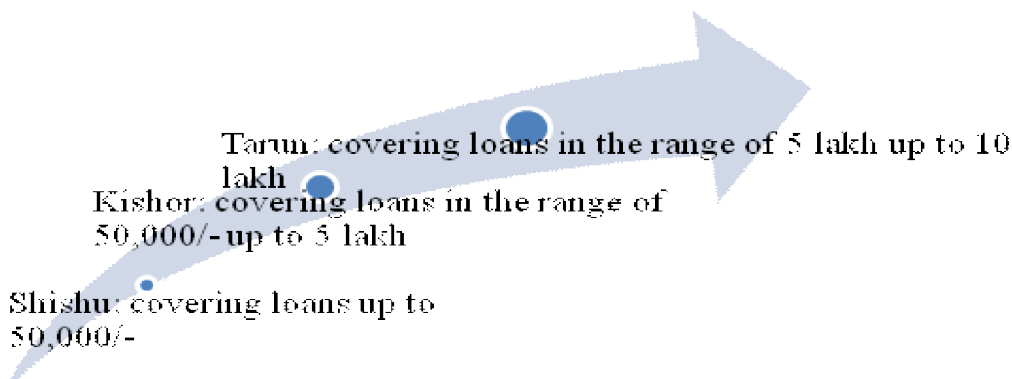 Tarun: covering loans in the range of 5 lakh up to 10
lakh
Kishor: covering loans in the range of
50,000/- up to 5 lakh
Shishu: covering loans up to
50,000/-